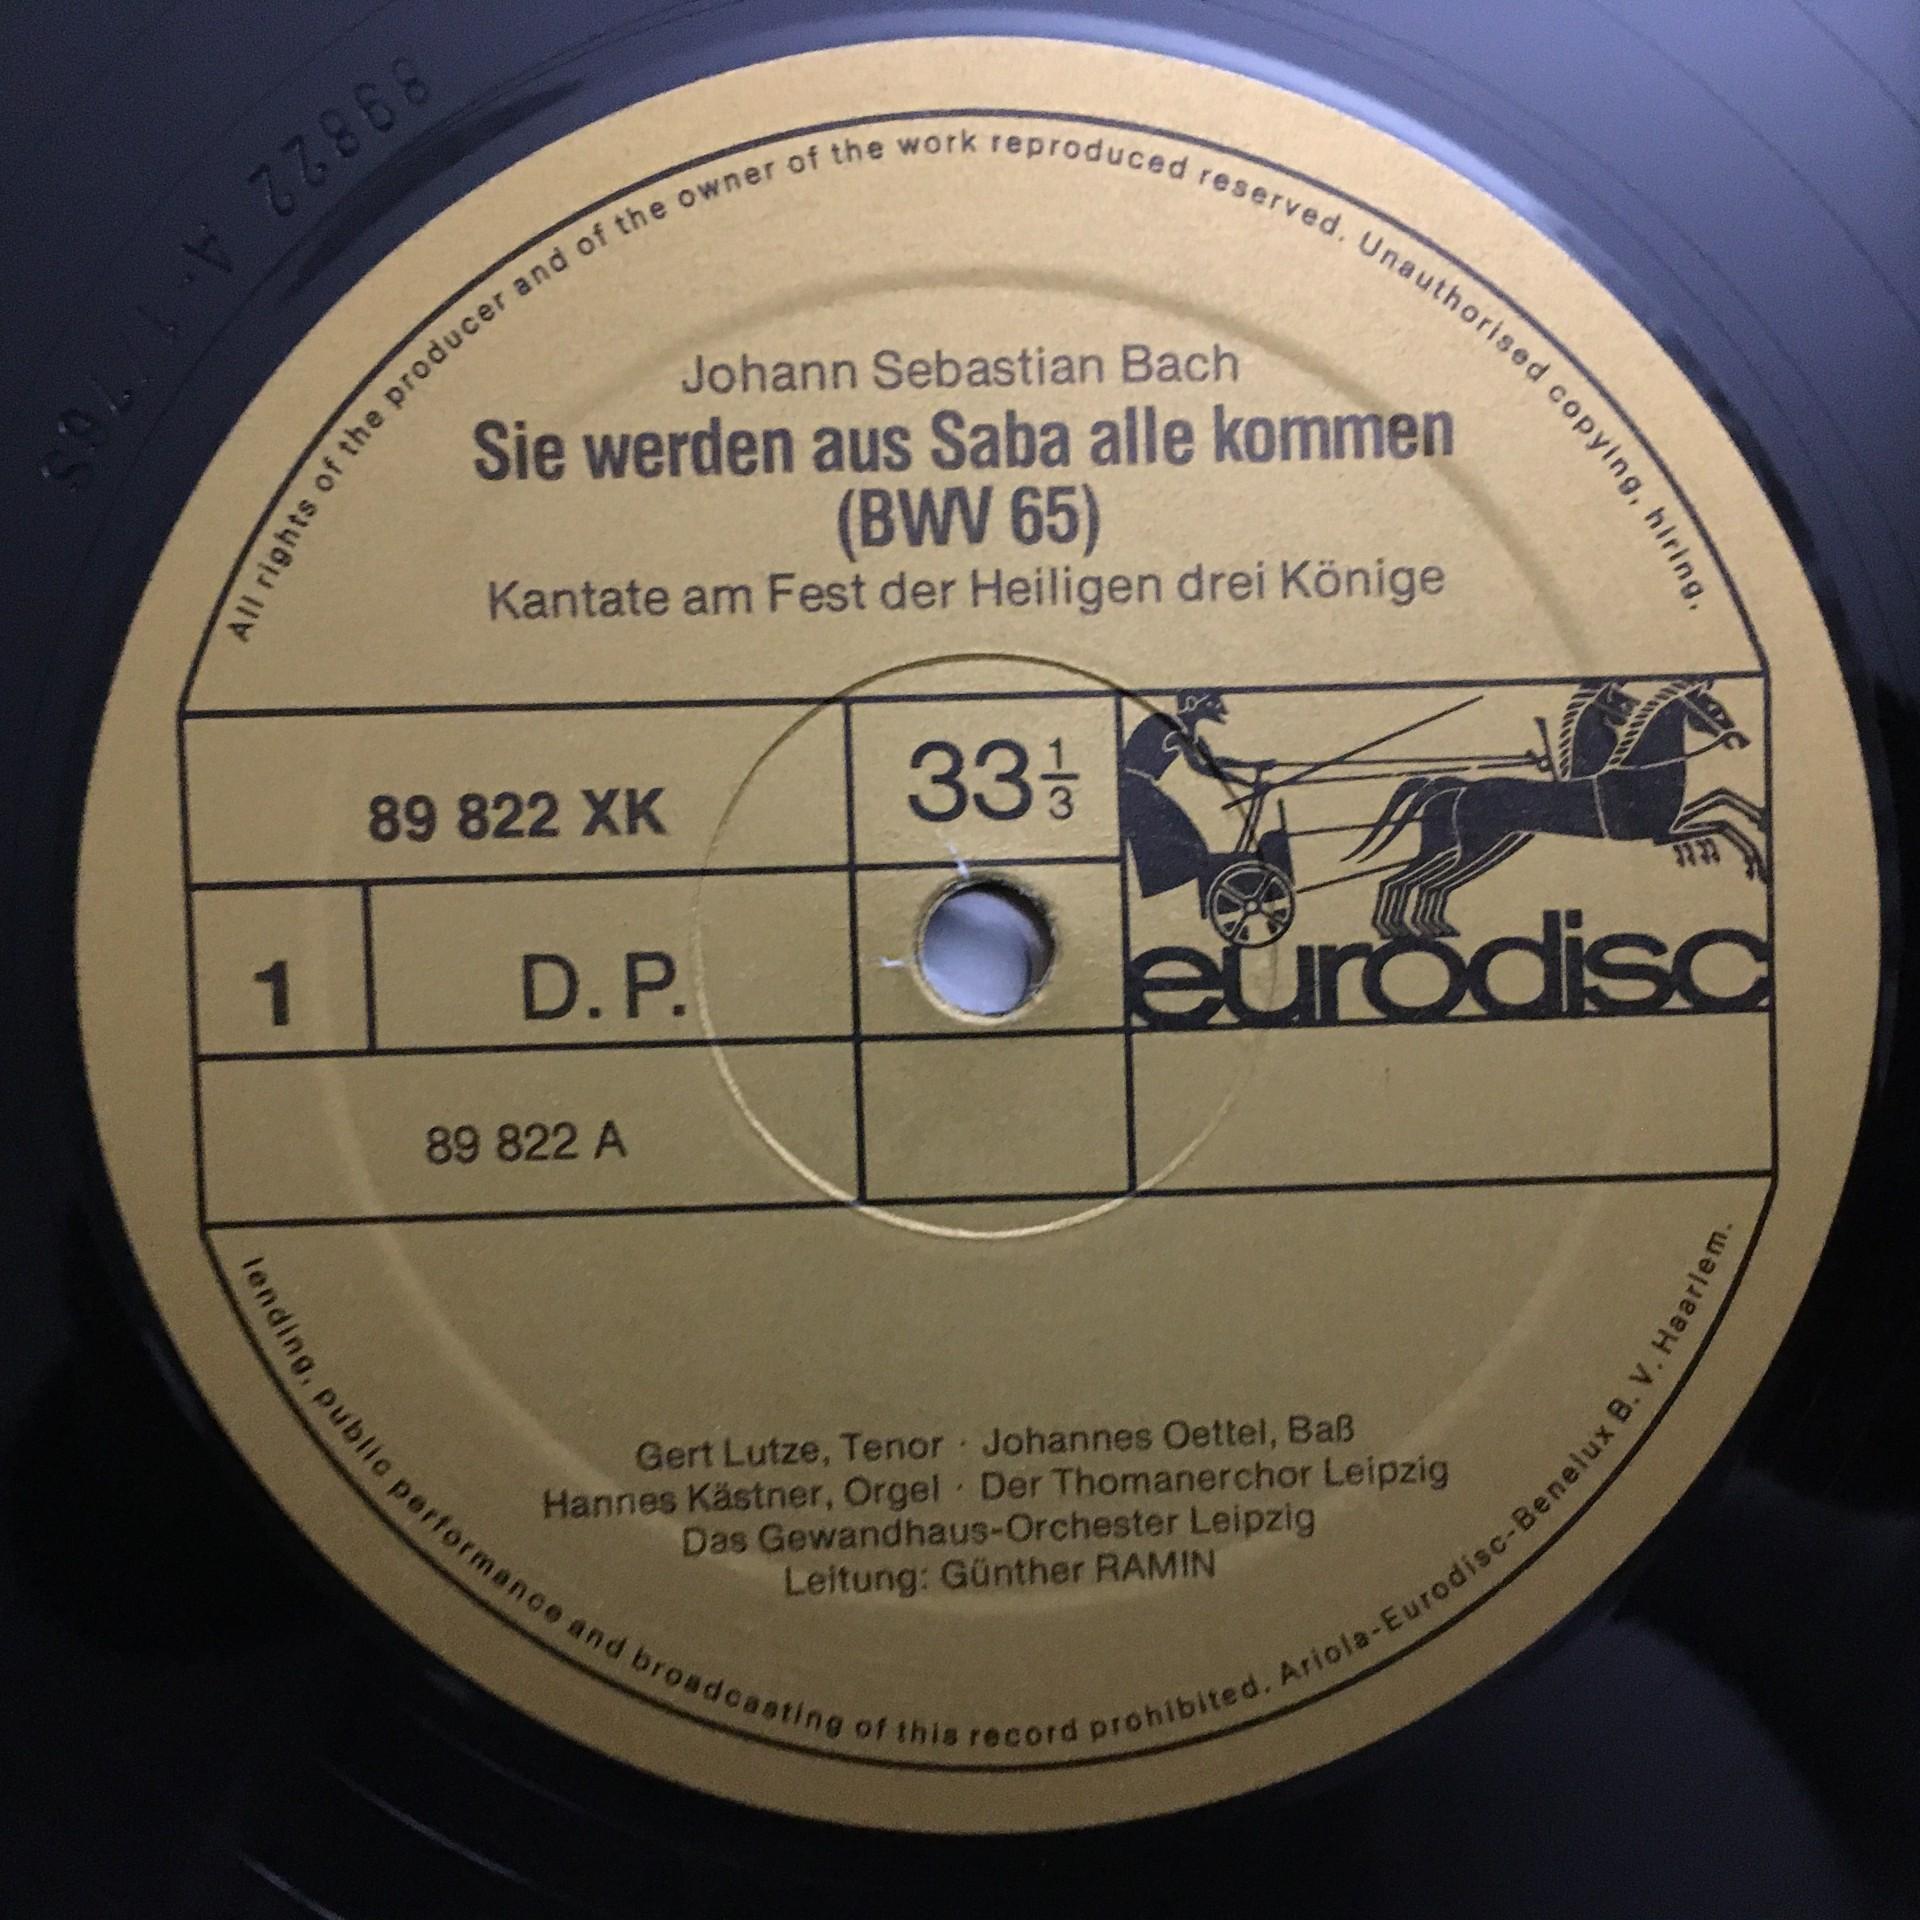 All rights of the producer and of the owner of the work reproduced reserved. Unauthorised copying, hiring,
Johann Sebastian Bach
Sie werden aus Saba alle kommen
(BWV 65)
Kantate am Fest der Heiligen drei Könige
89 822 XK
33 1/3
1
D. P.
eurodisc
89 822 A
Gert Lutze, Tenor · Johannes Oettel, Baß
Hannes Kästner, Orgel · Der Thomanerchor Leipzig
Das Gewandhaus-Orchester Leipzig
Leitung: Günther RAMIN
lending, public performance and broadcasting of this record prohibited. Ariola-Eurodisc-Benelux B. V. Haarlem.
89822 A